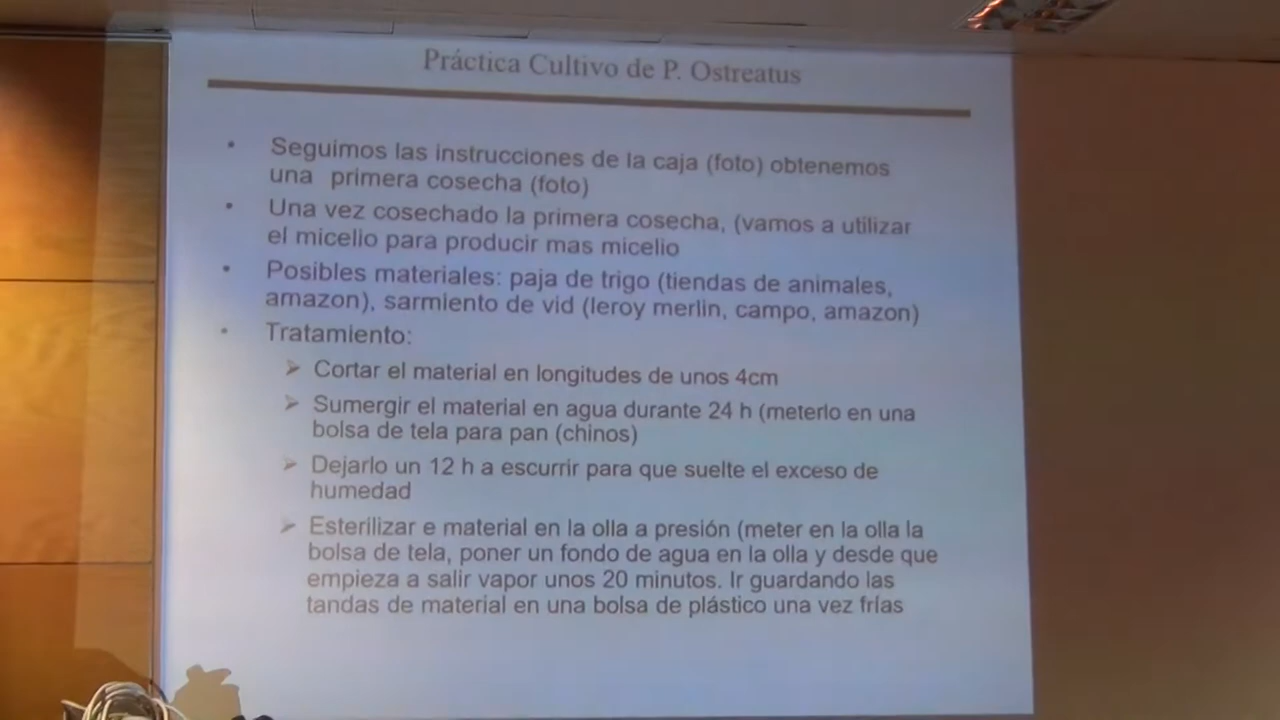 Práctica Cultivo de P. Ostreatus
• Seguimos las instrucciones de la caja (foto) obtenemos
una primera cosecha (foto)
• Una vez cosechado la primera cosecha, (vamos a utilizar
el micelio para producir mas micelio
• Posibles materiales: paja de trigo (tiendas de animales,
amazon), sarmiento de vid (leroy merlin, campo, amazon)
• Tratamiento:
➢ Cortar el material en longitudes de unos 4cm
➢ Sumergir el material en agua durante 24 h (meterlo en una
bolsa de tela para pan (chinos)
➢ Dejarlo un 12 h a escurrir para que suelte el exceso de
humedad
➢ Esterilizar e material en la olla a presión (meter en la olla la
bolsa de tela, poner un fondo de agua en la olla y desde que
empieza a salir vapor unos 20 minutos. Ir guardando las
tandas de material en una bolsa de plástico una vez frías